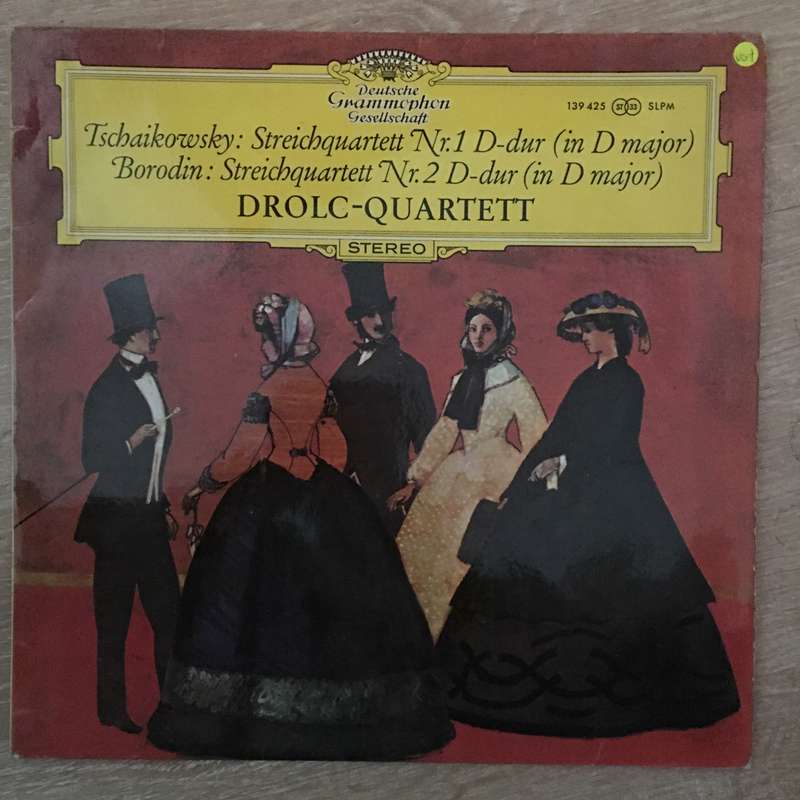 Deutsche
Grammophon
Gesellschaft
139 425 ST 33 SLPM
Tschaikowsky: Streichquartett Nr. 1 D-dur (in D major)
Borodin: Streichquartett Nr. 2 D-dur (in D major)
DROLC-QUARTETT
STEREO